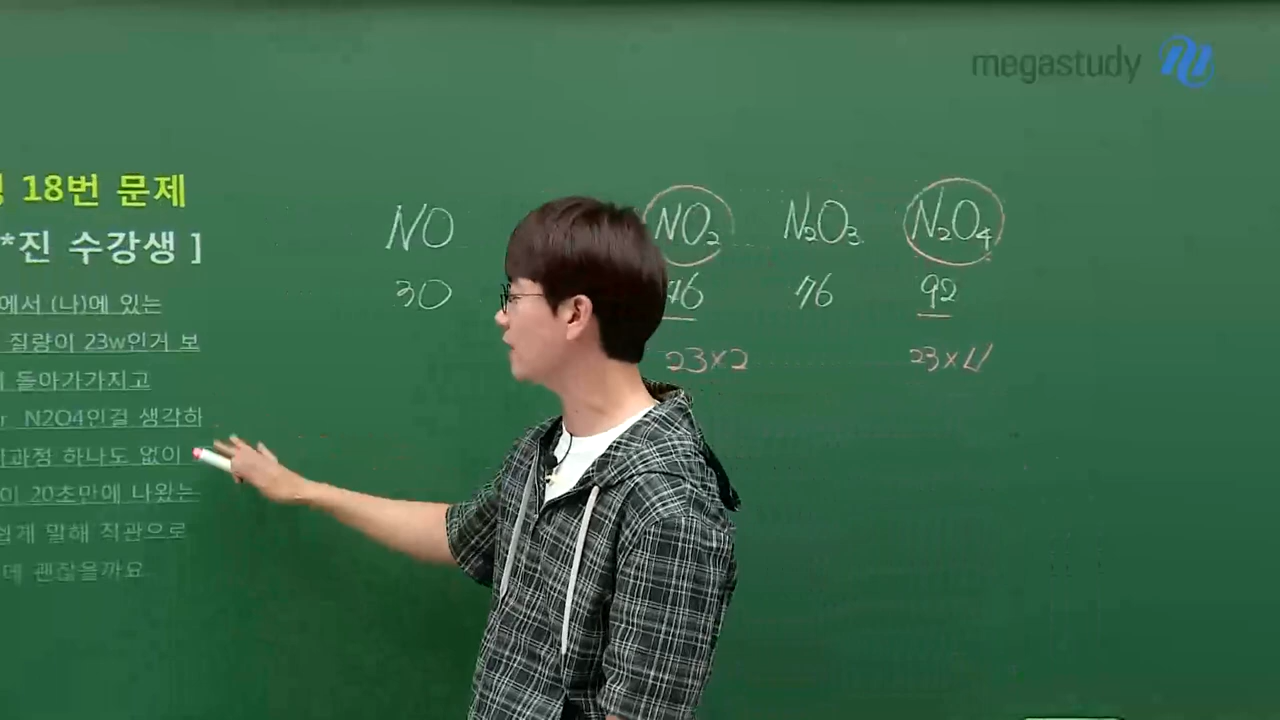 megastudy
18번 문제
*진 수강생 ]
에서 (나)에 있는
질량이 23w인거 보
돌아가가지고
N2O4인걸 생각하
과정 하나도 없이
이 20초만에 나왔는
쉽게 말해 직관으로
데 괜찮을까요
NO NO₂ N₂O₃ N₂O₄
30 46 76 92
23×2 23×4